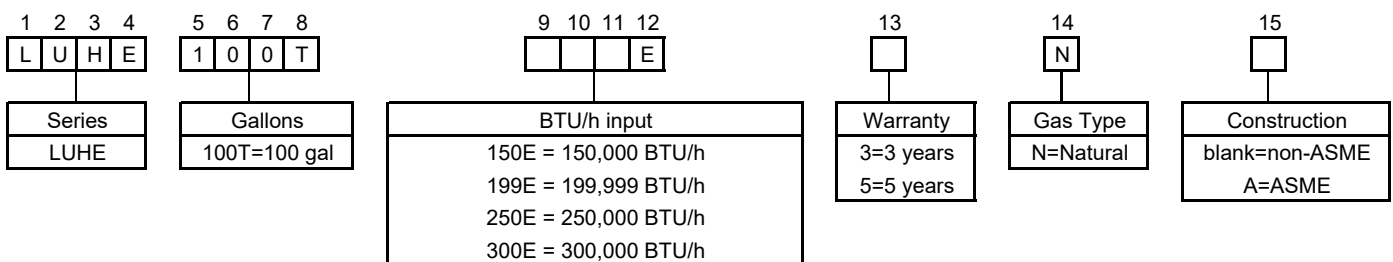 1 2 3 4 5 6 7 8 9 10 11 12 13 14 15
L U H E 1 0 0 T E N
Series Gallons BTU/h input Warranty Gas Type Construction
LUHE 100T=100 gal 150E = 150,000 BTU/h 3=3 years N=Natural blank=non-ASME
199E = 199,999 BTU/h 5=5 years A=ASME
250E = 250,000 BTU/h
300E = 300,000 BTU/h